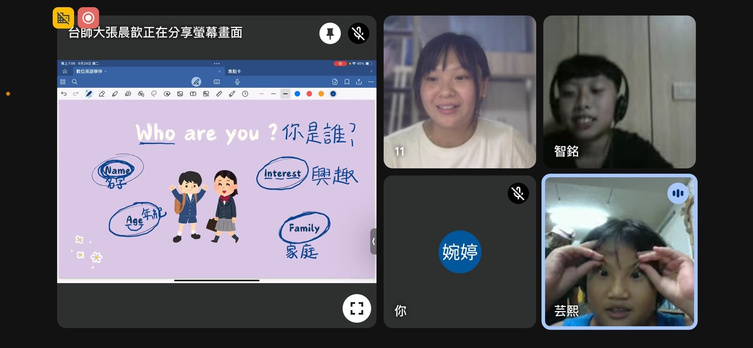 台師大張晨歆正在分享螢幕畫面
Who are you ? 你是誰?
Name
名字
Age 年紀
Interest 興趣
Family
家庭
11
智銘
婉婷
你
芸熙